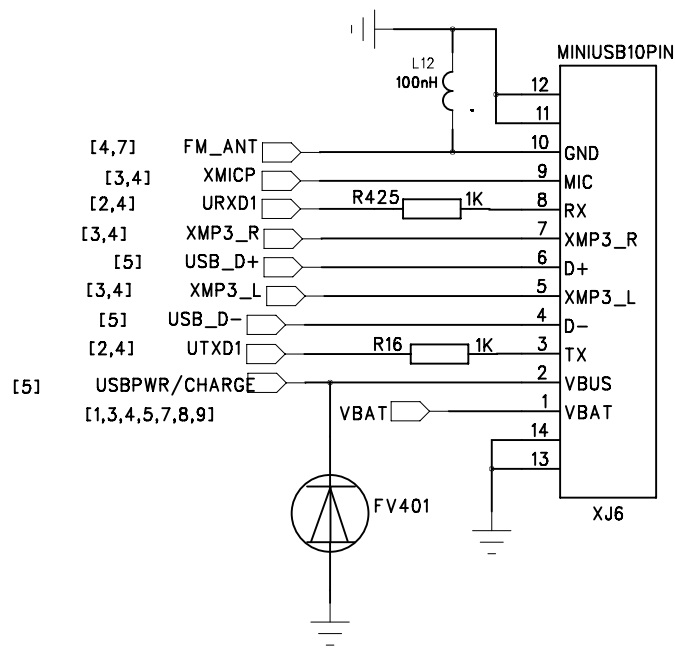 MINIUSB10PIN
L12
100nH
12
11
[4,7] FM_ANT 10 GND
[3,4] XMICP 9 MIC
[2,4] URXD1 R425 1K 8 RX
[3,4] XMP3_R 7 XMP3_R
[5] USB_D+ 6 D+
[3,4] XMP3_L 5 XMP3_L
[5] USB_D- 4 D-
[2,4] UTXD1 R16 1K 3 TX
[5] USBPWR/CHARGE 2 VBUS
[1,3,4,5,7,8,9] VBAT 1 VBAT
14
13
FV401
XJ6